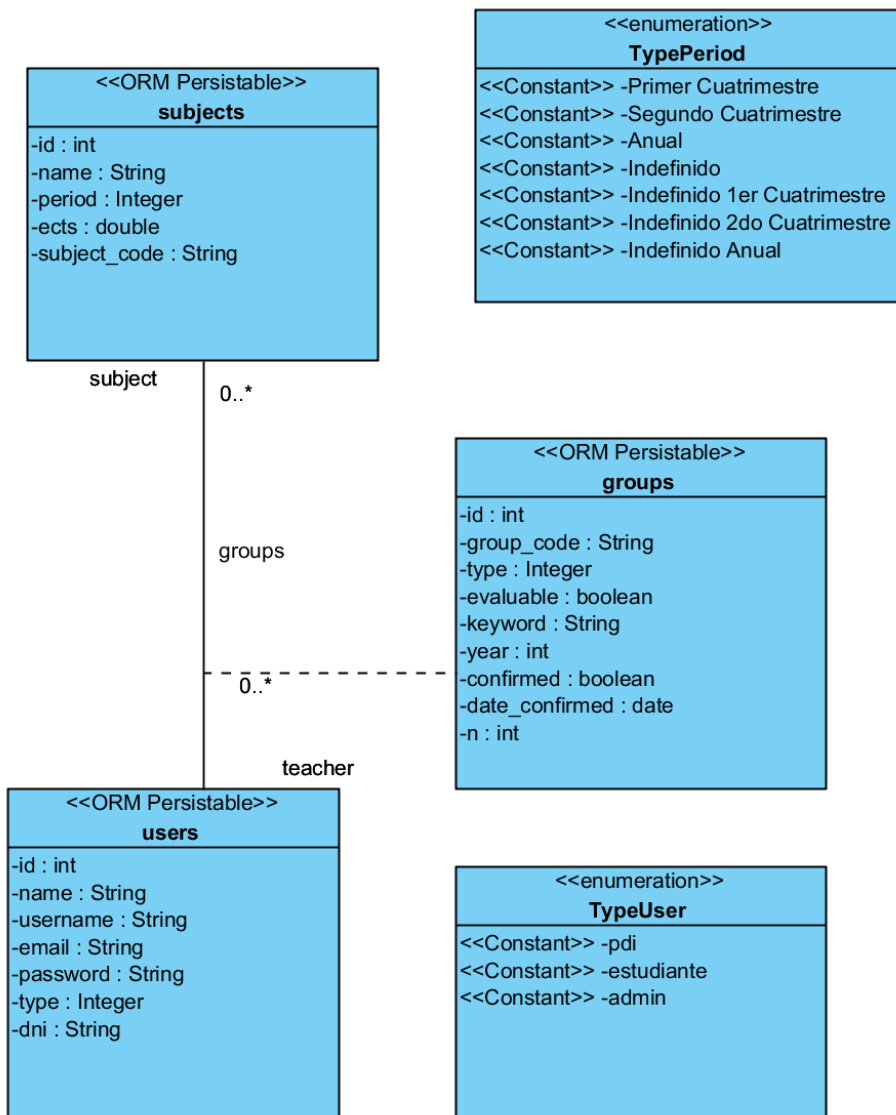 <<ORM Persistable>>
subjects
-id : int
-name : String
-period : Integer
-ects : double
-subject_code : String
<<enumeration>>
TypePeriod
<<Constant>> -Primer Cuatrimestre
<<Constant>> -Segundo Cuatrimestre
<<Constant>> -Anual
<<Constant>> -Indefinido
<<Constant>> -Indefinido 1er Cuatrimestre
<<Constant>> -Indefinido 2do Cuatrimestre
<<Constant>> -Indefinido Anual
subject
0..*
groups
0..*
teacher
<<ORM Persistable>>
groups
-id : int
-group_code : String
-type : Integer
-evaluable : boolean
-keyword : String
-year : int
-confirmed : boolean
-date_confirmed : date
-n : int
<<ORM Persistable>>
users
-id : int
-name : String
-username : String
-email : String
-password : String
-type : Integer
-dni : String
<<enumeration>>
TypeUser
<<Constant>> -pdi
<<Constant>> -estudiante
<<Constant>> -admin